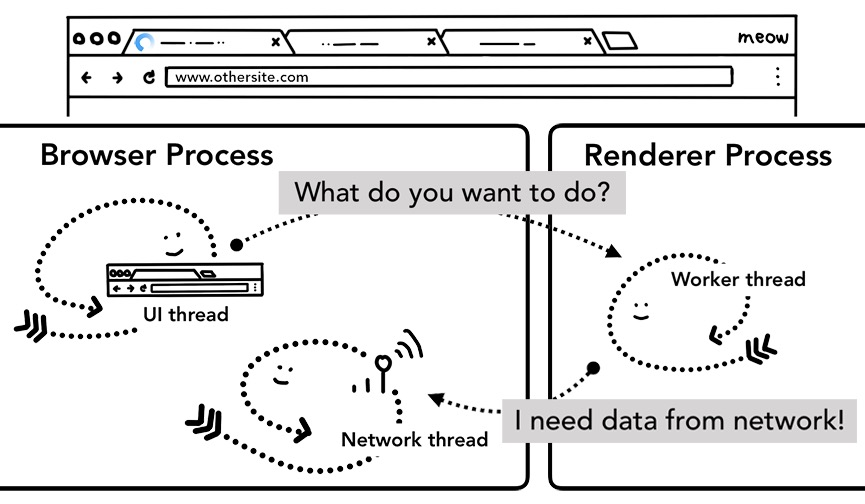 meow
www.othersite.com
Browser Process
Renderer Process
What do you want to do?
Worker thread
UI thread
I need data from network!
Network thread